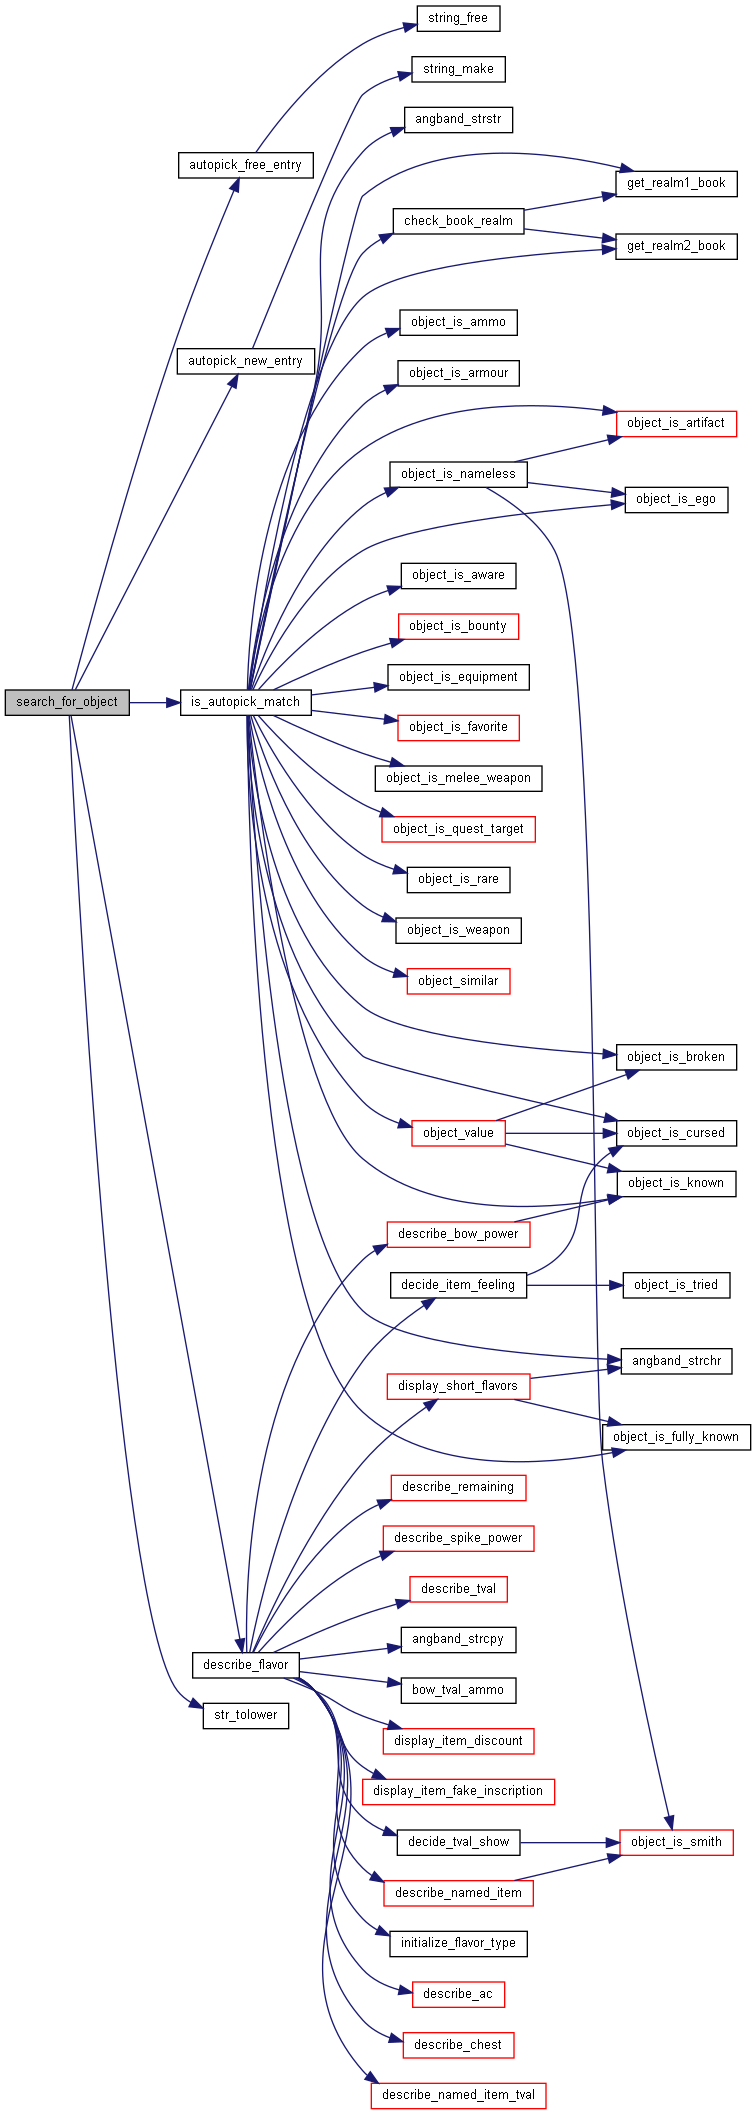 string_free
string_make
angband_strstr
autopick_free_entry
get_realm1_book
check_book_realm
get_realm2_book
object_is_ammo
autopick_new_entry
object_is_armour
object_is_artifact
object_is_nameless
object_is_ego
object_is_aware
object_is_bounty
object_is_equipment
search_for_object
is_autopick_match
object_is_favorite
object_is_melee_weapon
object_is_quest_target
object_is_rare
object_is_weapon
object_similar
object_is_broken
object_value
object_is_cursed
object_is_known
describe_bow_power
decide_item_feeling
object_is_tried
angband_strchr
display_short_flavors
object_is_fully_known
describe_remaining
describe_spike_power
describe_tval
angband_strcpy
describe_flavor
bow_tval_ammo
str_tolower
display_item_discount
display_item_fake_inscription
decide_tval_show
object_is_smith
describe_named_item
initialize_flavor_type
describe_ac
describe_chest
describe_named_item_tval